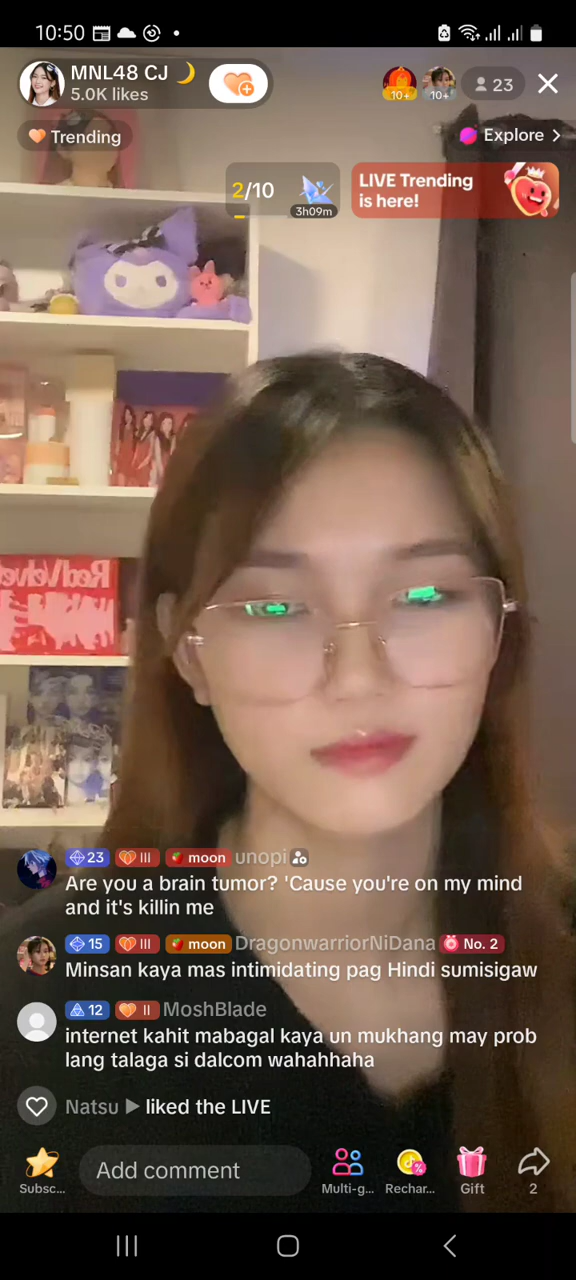 10:50
MNL48 CJ 🌙
5.0K likes
10+
10+
23
Trending
Explore >
2/10
3h09m
LIVE Trending
is here!
Red Velvet
23 III moon unopi
Are you a brain tumor? 'Cause you're on my mind
and it's killin me
15 III moon DragonwarriorNiDana No. 2
Minsan kaya mas intimidating pag Hindi sumisigaw
12 II MoshBlade
internet kahit mabagal kaya un mukhang may prob
lang talaga si dalcom wahahhaha
Natsu ▶ liked the LIVE
Add comment
Subsc...
Multi-g...
Rechar...
Gift
2